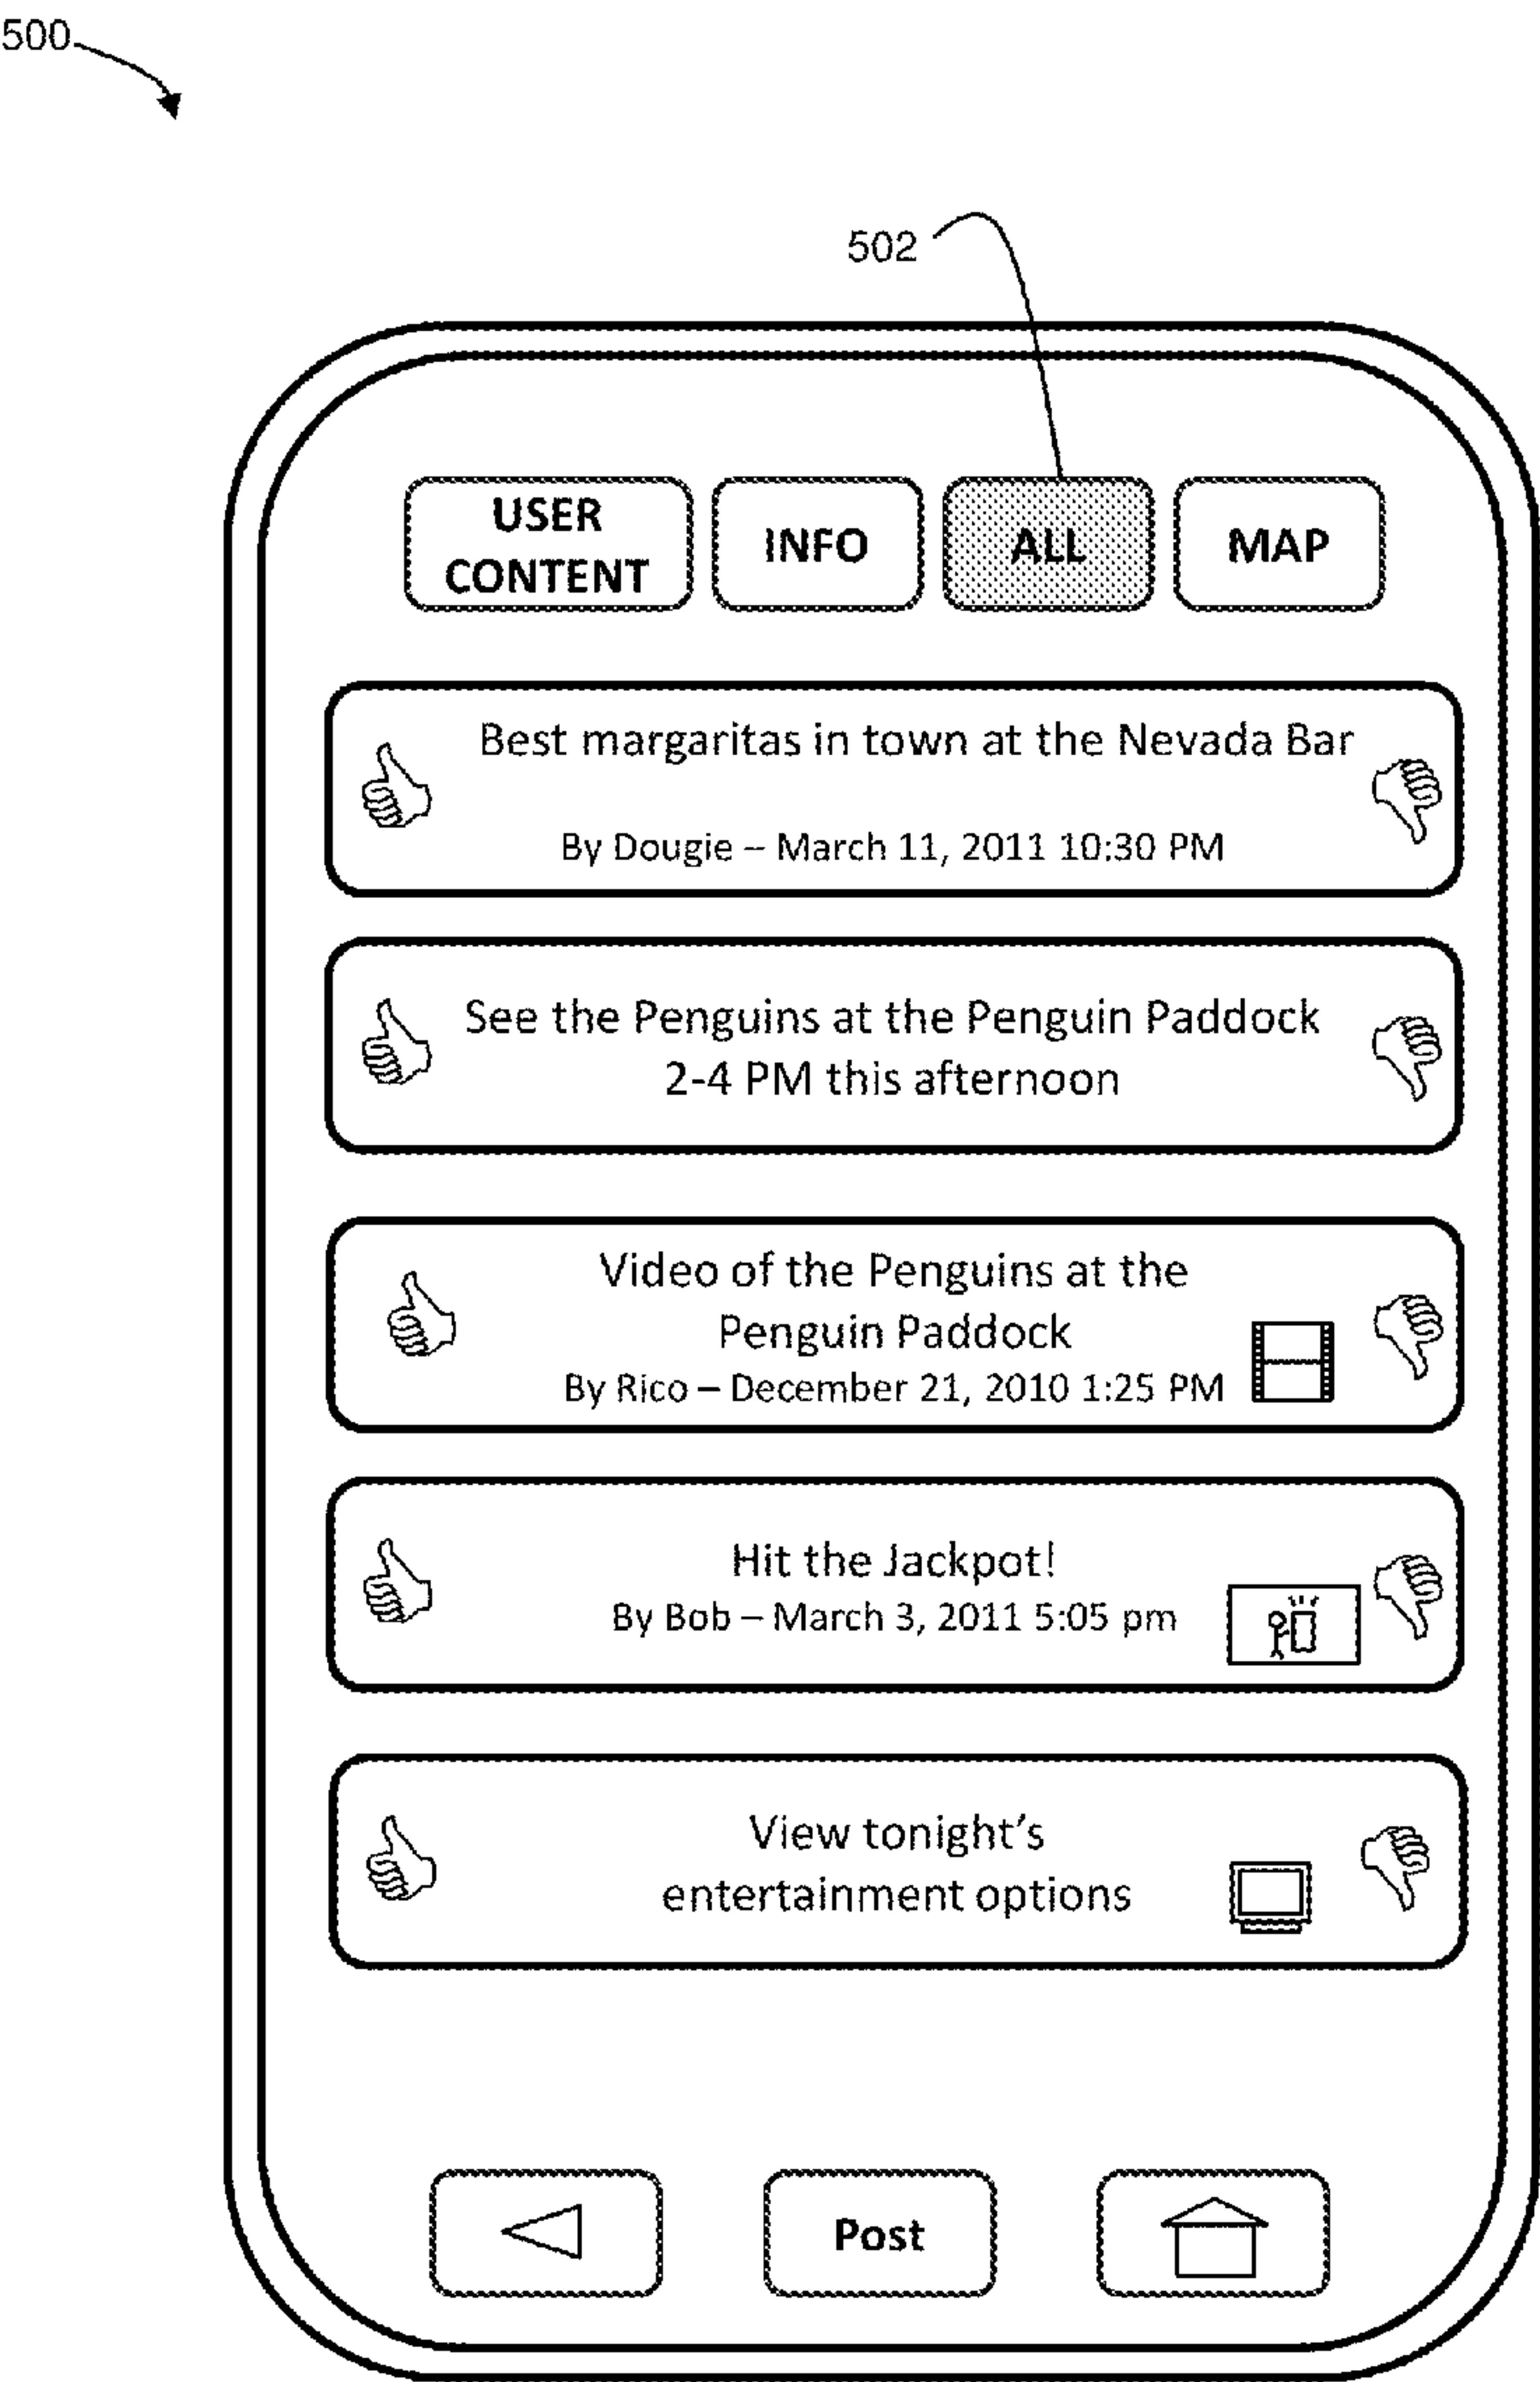 500
502
USER
CONTENT
INFO
ALL
MAP
Best margaritas in town at the Nevada Bar
By Dougie – March 11, 2011 10:30 PM
See the Penguins at the Penguin Paddock
2-4 PM this afternoon
Video of the Penguins at the
Penguin Paddock
By Rico – December 21, 2010 1:25 PM
Hit the Jackpot!
By Bob – March 3, 2011 5:05 pm
View tonight’s
entertainment options
Post